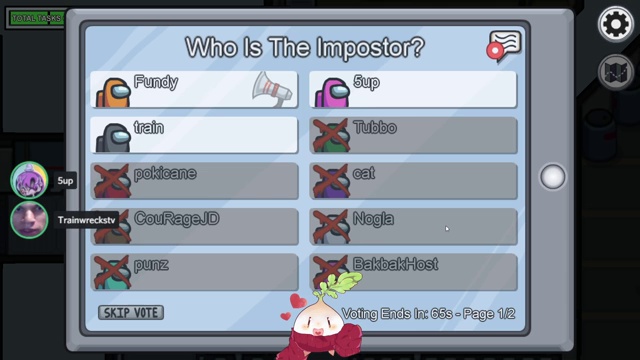 TOTAL TASKS
Who Is The Impostor?
Fundy
5up
train
Tubbo
pokicane
cat
CouRageJD
Nogla
punz
BakbakHost
5up
Trainwreckstv
SKIP VOTE
Voting Ends In: 65s - Page 1/2